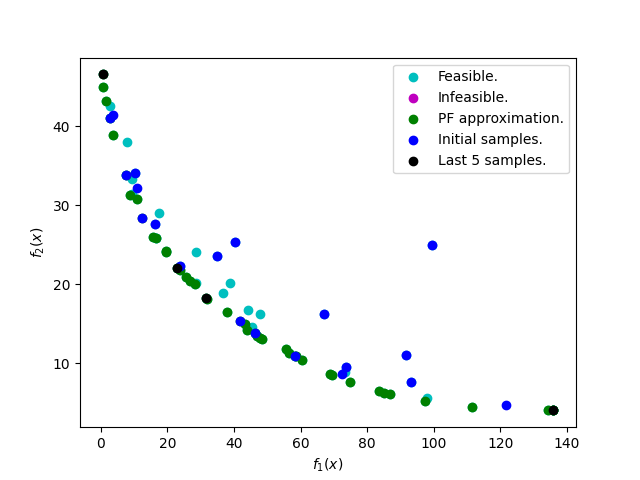 Feasible.
Infeasible.
PF approximation.
Initial samples.
Last 5 samples.
40
30
20
10
f₂(x)
0 20 40 60 80 100 120 140
f₁(x)